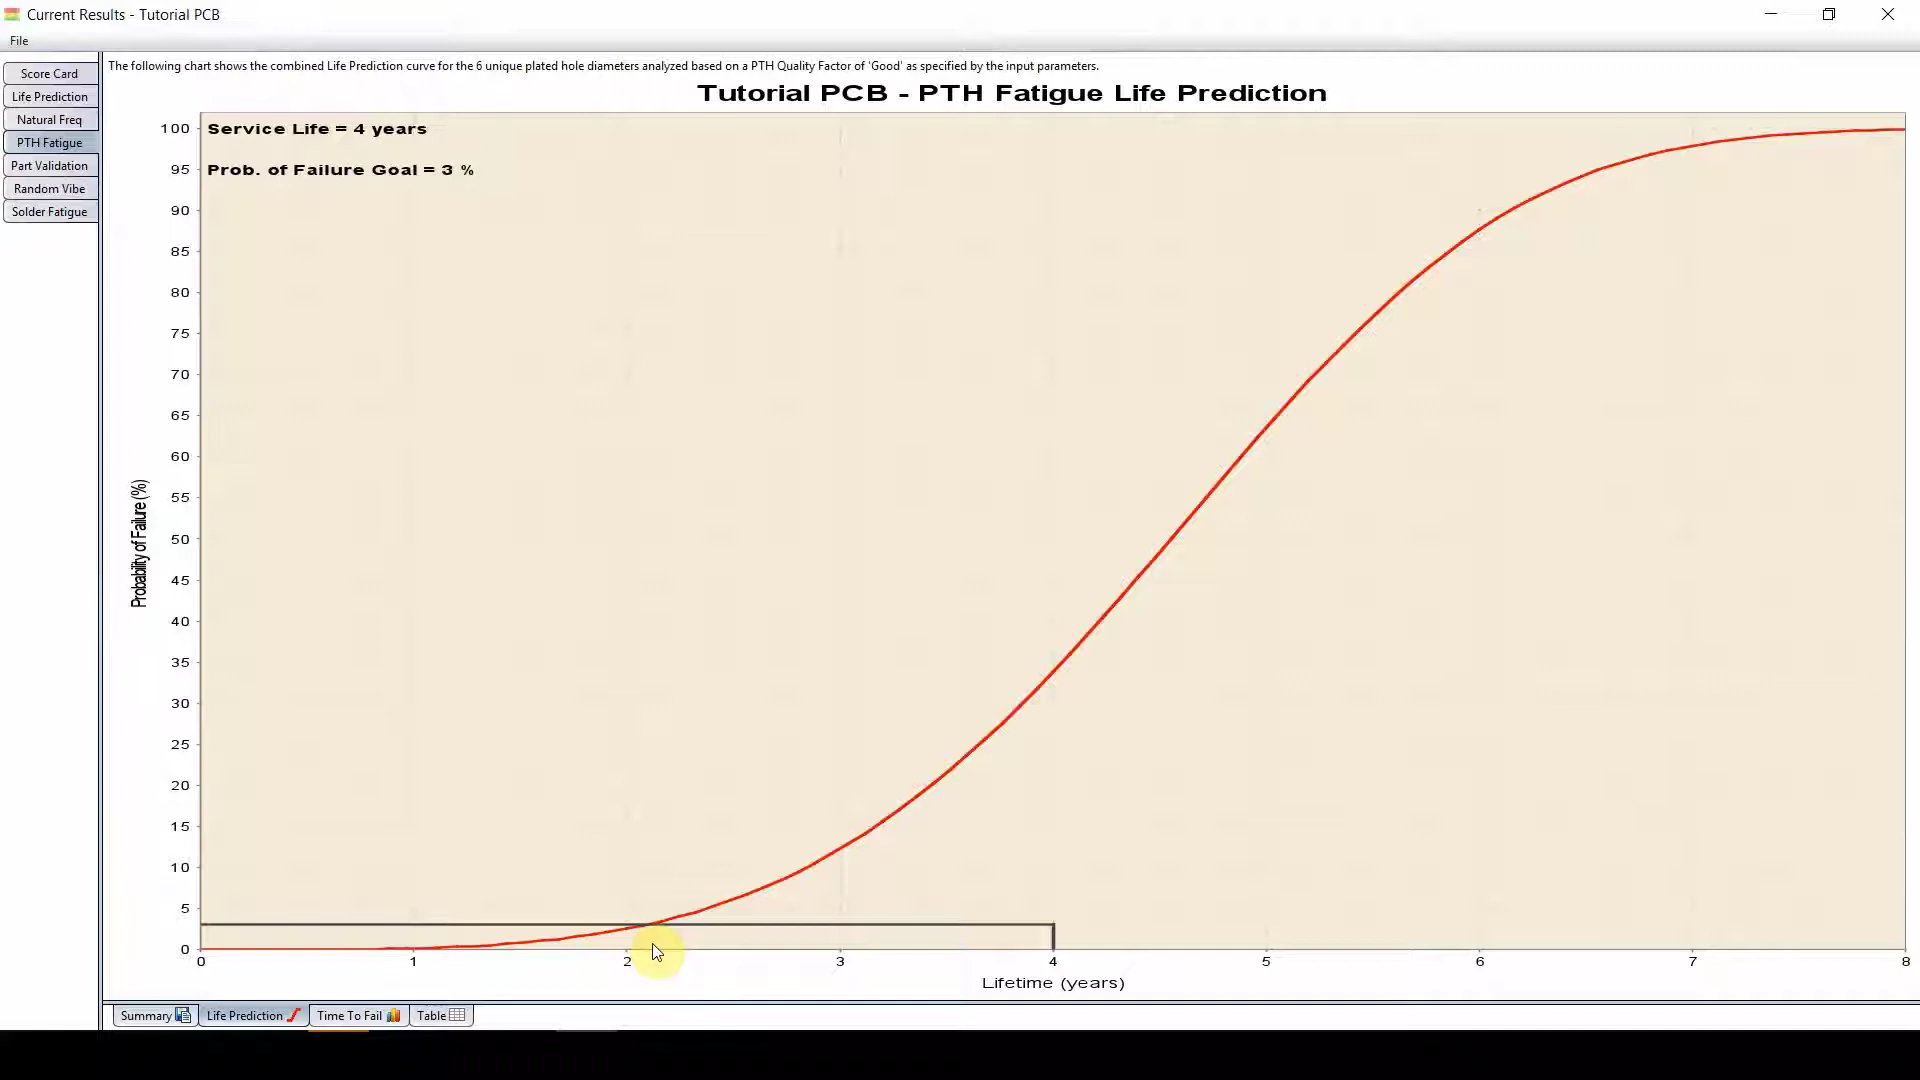 Current Results - Tutorial PCB
File
Score Card
Life Prediction
Natural Freq
PTH Fatigue
Part Validation
Random Vibe
Solder Fatigue
The following chart shows the combined Life Prediction curve for the 6 unique plated hole diameters analyzed based on a PTH Quality Factor of 'Good' as specified by the input parameters.
Tutorial PCB - PTH Fatigue Life Prediction
Service Life = 4 years
Prob. of Failure Goal = 3 %
100
95
90
85
80
75
70
65
60
55
50
45
40
35
30
25
20
15
10
5
0
Probability of Failure (%)
0 1 2 3 4 5 6 7 8
Lifetime (years)
Summary Life Prediction Time To Fail Table